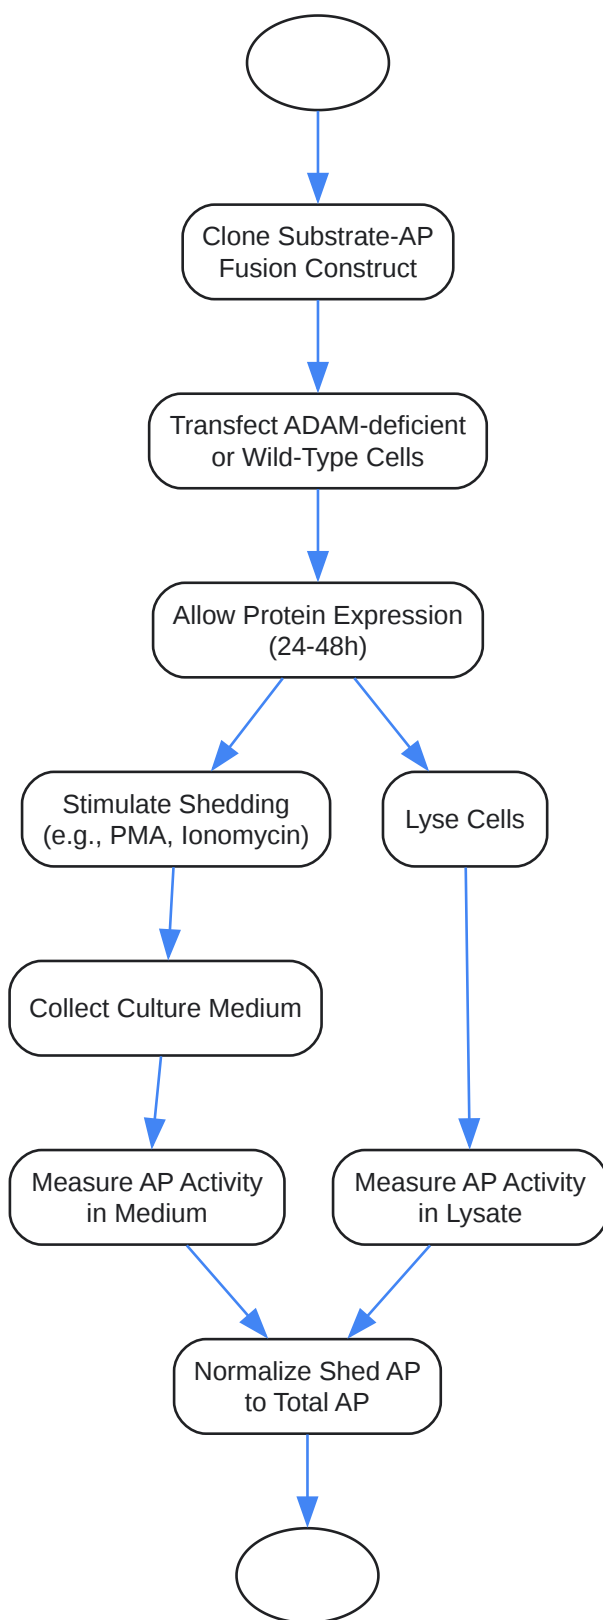 Clone Substrate-AP
Fusion Construct
Transfect ADAM-deficient
or Wild-Type Cells
Allow Protein Expression
(24-48h)
Stimulate Shedding
(e.g., PMA, Ionomycin)
Lyse Cells
Collect Culture Medium
Measure AP Activity
in Medium
Measure AP Activity
in Lysate
Normalize Shed AP
to Total AP